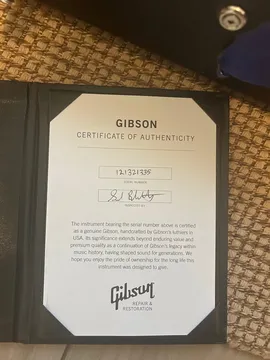 GIBSON
CERTIFICATE OF AUTHENTICITY
121321335
SERIAL NUMBER
The instrument bearing the serial number above is certified
as a genuine Gibson, handcrafted by Gibson's luthiers in
USA. Its significance extends beyond enduring value and
premium quality as a continuation of Gibson's legacy within
music history, having shaped sound for generations. We
hope you enjoy the pride of ownership for the long life this
instrument was designed to give.
Gibson
REPAIR &
RESTORATION